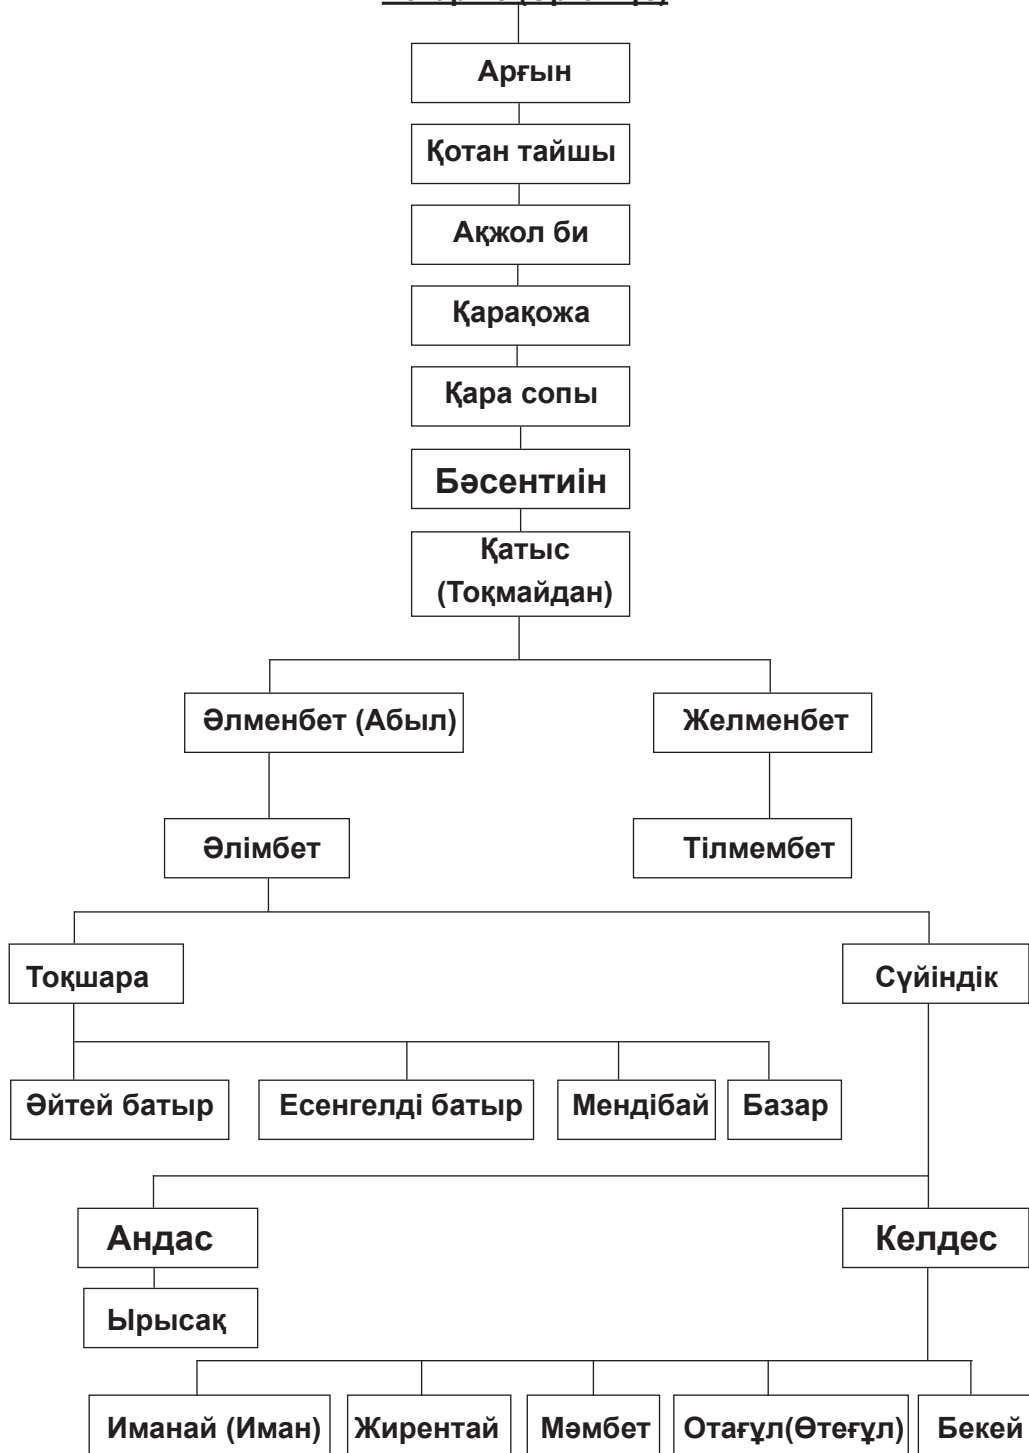 Арғын
Қотан тайшы
Ақжол би
Қарақожа
Қара сопы
Бәсентиін
Қатыс
(Тоқмайдан)
Әлменбет (Абыл)
Желменбет
Әлімбет
Тілмембет
Тоқшара
Сүйіндік
Әйтей батыр
Есенгелді батыр
Мендібай
Базар
Андас
Келдес
Ырысақ
Иманай (Иман)
Жирентай
Мәмбет
Отағұл(Өтеғұл)
Бекей